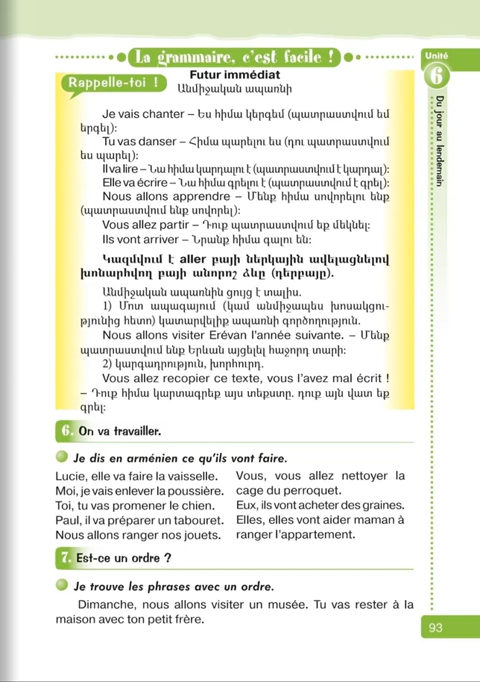 La grammaire, c'est facile !
Unité
6
Du jour au lendemain
Rappelle-toi !
Futur immédiat
Անմիջական ապառնի
Je vais chanter – Ես հիմա կերգեմ (պատրաստվում եմ
երգել):
Tu vas danser – Հիմա պարելու ես (դու պատրաստվում
ես պարել):
Il va lire – Նա հիմա կարդալու է (պատրաստվում է կարդալ):
Elle va écrire – Նա հիմա գրելու է (պատրաստվում է գրել):
Nous allons apprendre – Մենք հիմա սովորելու ենք
(պատրաստվում ենք սովորել):
Vous allez partir – Դուք պատրաստվում եք մեկնել:
Ils vont arriver – Նրանք հիմա գալու են:
Կազմվում է aller բայի ներկային ավելացնելով
խոնարհվող բայի անորոշ ձևը (դերբայը).
Անմիջական ապառնին ցույց է տալիս.
1) Մոտ ապագայում (կամ անմիջապես խոսակցու-
թյունից հետո) կատարվելիք ապառնի գործողություն.
Nous allons visiter Erévan l'année suivante. – Մենք
պատրաստվում ենք Երևան այցելել հաջորդ տարի:
2) կարգադրություն, խորհուրդ.
Vous allez recopier ce texte, vous l'avez mal écrit !
– Դուք հիմա կարտագրեք այս տեքստը. դուք այն վատ եք
գրել:
6. On va travailler.
Je dis en arménien ce qu'ils vont faire.
Lucie, elle va faire la vaisselle.
Moi, je vais enlever la poussière.
Toi, tu vas promener le chien.
Paul, il va préparer un tabouret.
Nous allons ranger nos jouets.
Vous, vous allez nettoyer la
cage du perroquet.
Eux, ils vont acheter des graines.
Elles, elles vont aider maman à
ranger l'appartement.
7. Est-ce un ordre ?
Je trouve les phrases avec un ordre.
Dimanche, nous allons visiter un musée. Tu vas rester à la
maison avec ton petit frère.
93